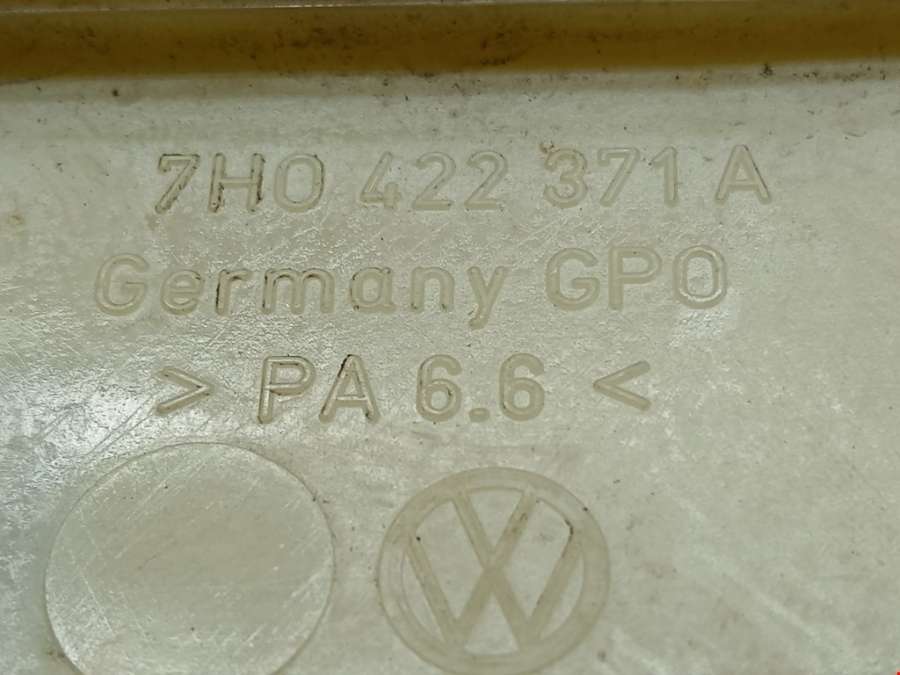 7H0 422 371 A
Germany GPO
> PA 6.6 <